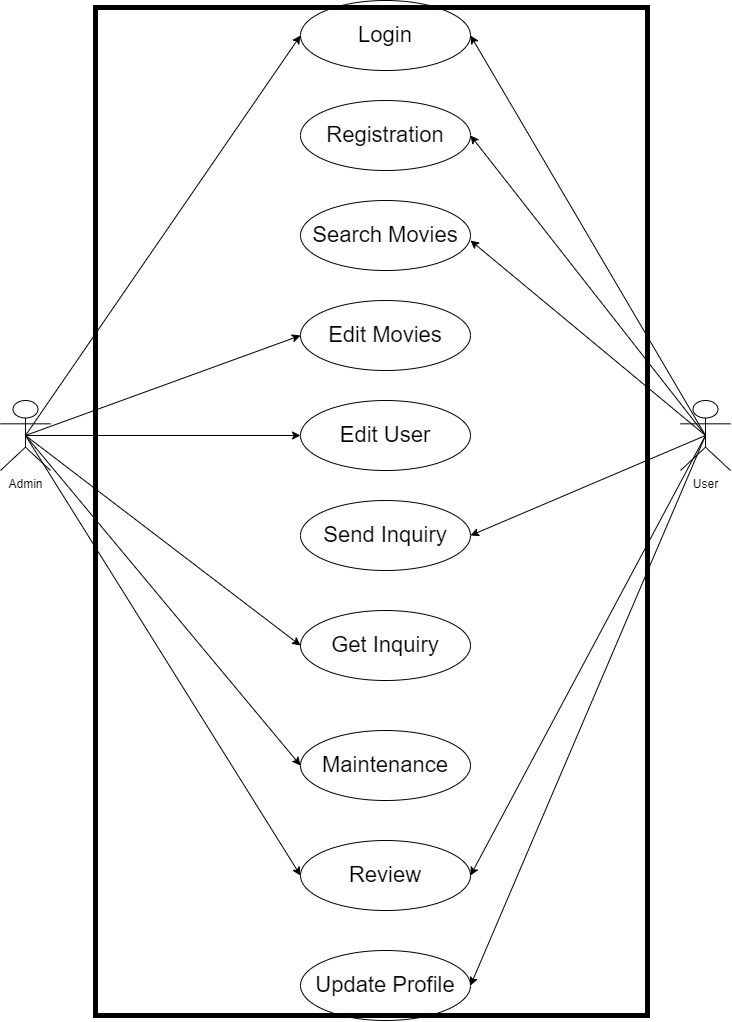 Login
Registration
Search Movies
Edit Movies
Edit User
Admin
User
Send Inquiry
Get Inquiry
Maintenance
Review
Update Profile